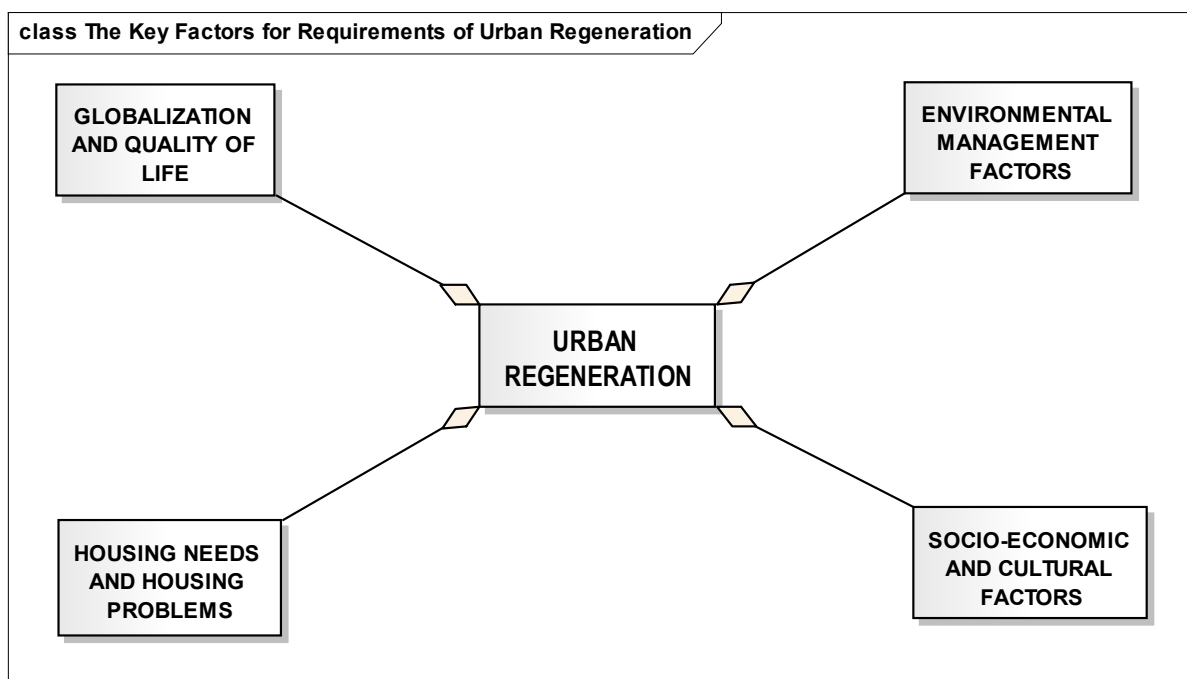 class The Key Factors for Requirements of Urban Regeneration
GLOBALIZATION
AND QUALITY OF
LIFE
ENVIRONMENTAL
MANAGEMENT
FACTORS
URBAN
REGENERATION
HOUSING NEEDS
AND HOUSING
PROBLEMS
SOCIO-ECONOMIC
AND CULTURAL
FACTORS